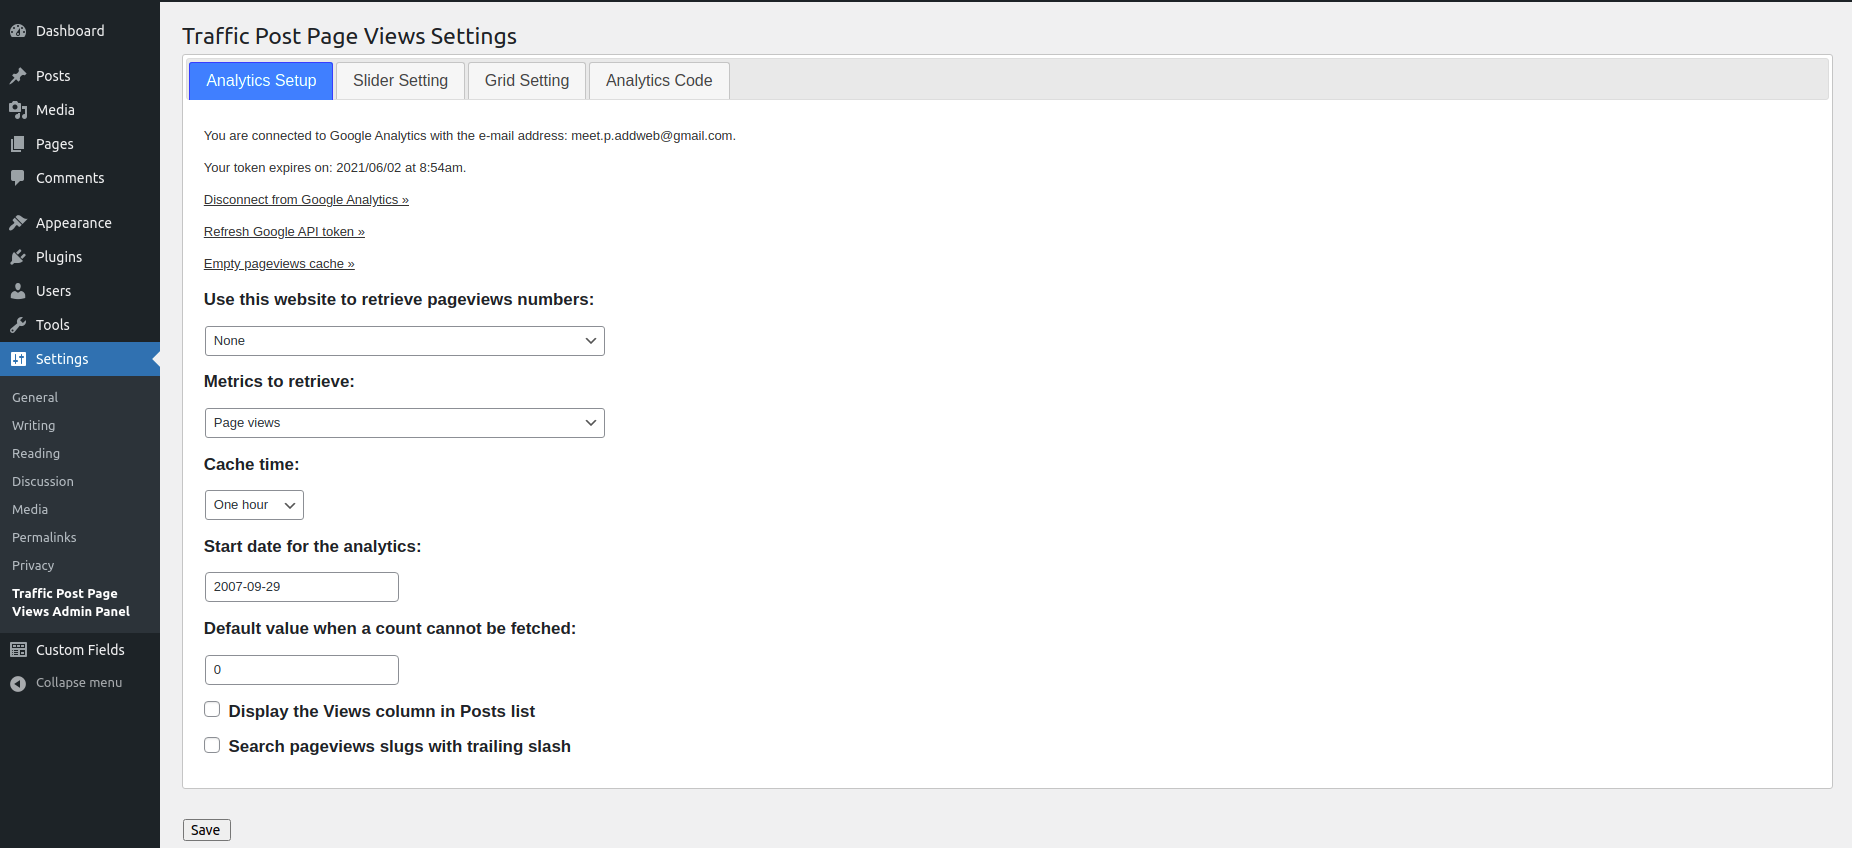 Dashboard
Posts
Media
Pages
Comments
Appearance
Plugins
Users
Tools
Settings
General
Writing
Reading
Discussion
Media
Permalinks
Privacy
Traffic Post Page
Views Admin Panel
Custom Fields
Collapse menu
Traffic Post Page Views Settings
Analytics Setup
Slider Setting
Grid Setting
Analytics Code
You are connected to Google Analytics with the e-mail address: meet.p.addweb@gmail.com.
Your token expires on: 2021/06/02 at 8:54am.
Disconnect from Google Analytics »
Refresh Google API token »
Empty pageviews cache »
Use this website to retrieve pageviews numbers:
None
Metrics to retrieve:
Page views
Cache time:
One hour
Start date for the analytics:
2007-09-29
Default value when a count cannot be fetched:
0
Display the Views column in Posts list
Search pageviews slugs with trailing slash
Save